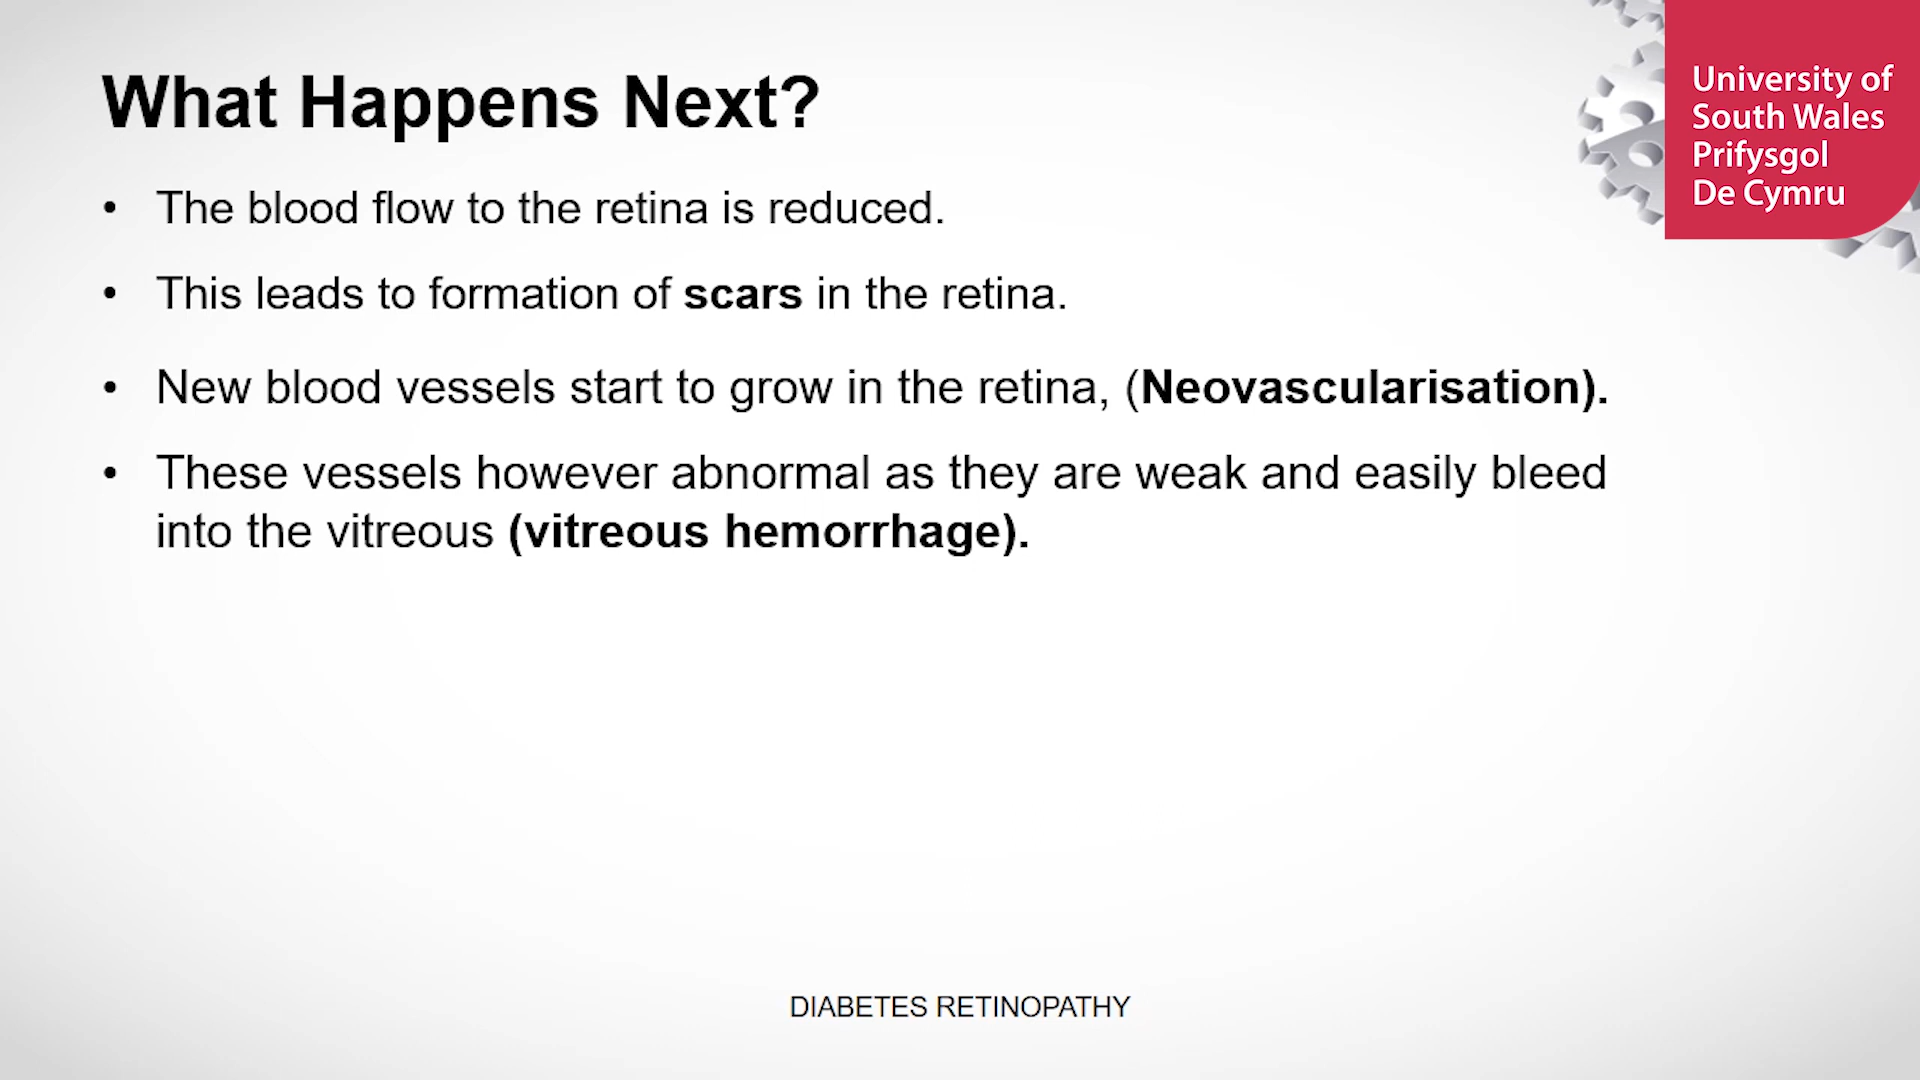 What Happens Next?
University of
South Wales
Prifysgol
De Cymru
• The blood flow to the retina is reduced.
• This leads to formation of scars in the retina.
• New blood vessels start to grow in the retina, (Neovascularisation).
• These vessels however abnormal as they are weak and easily bleed
into the vitreous (vitreous hemorrhage).
DIABETES RETINOPATHY